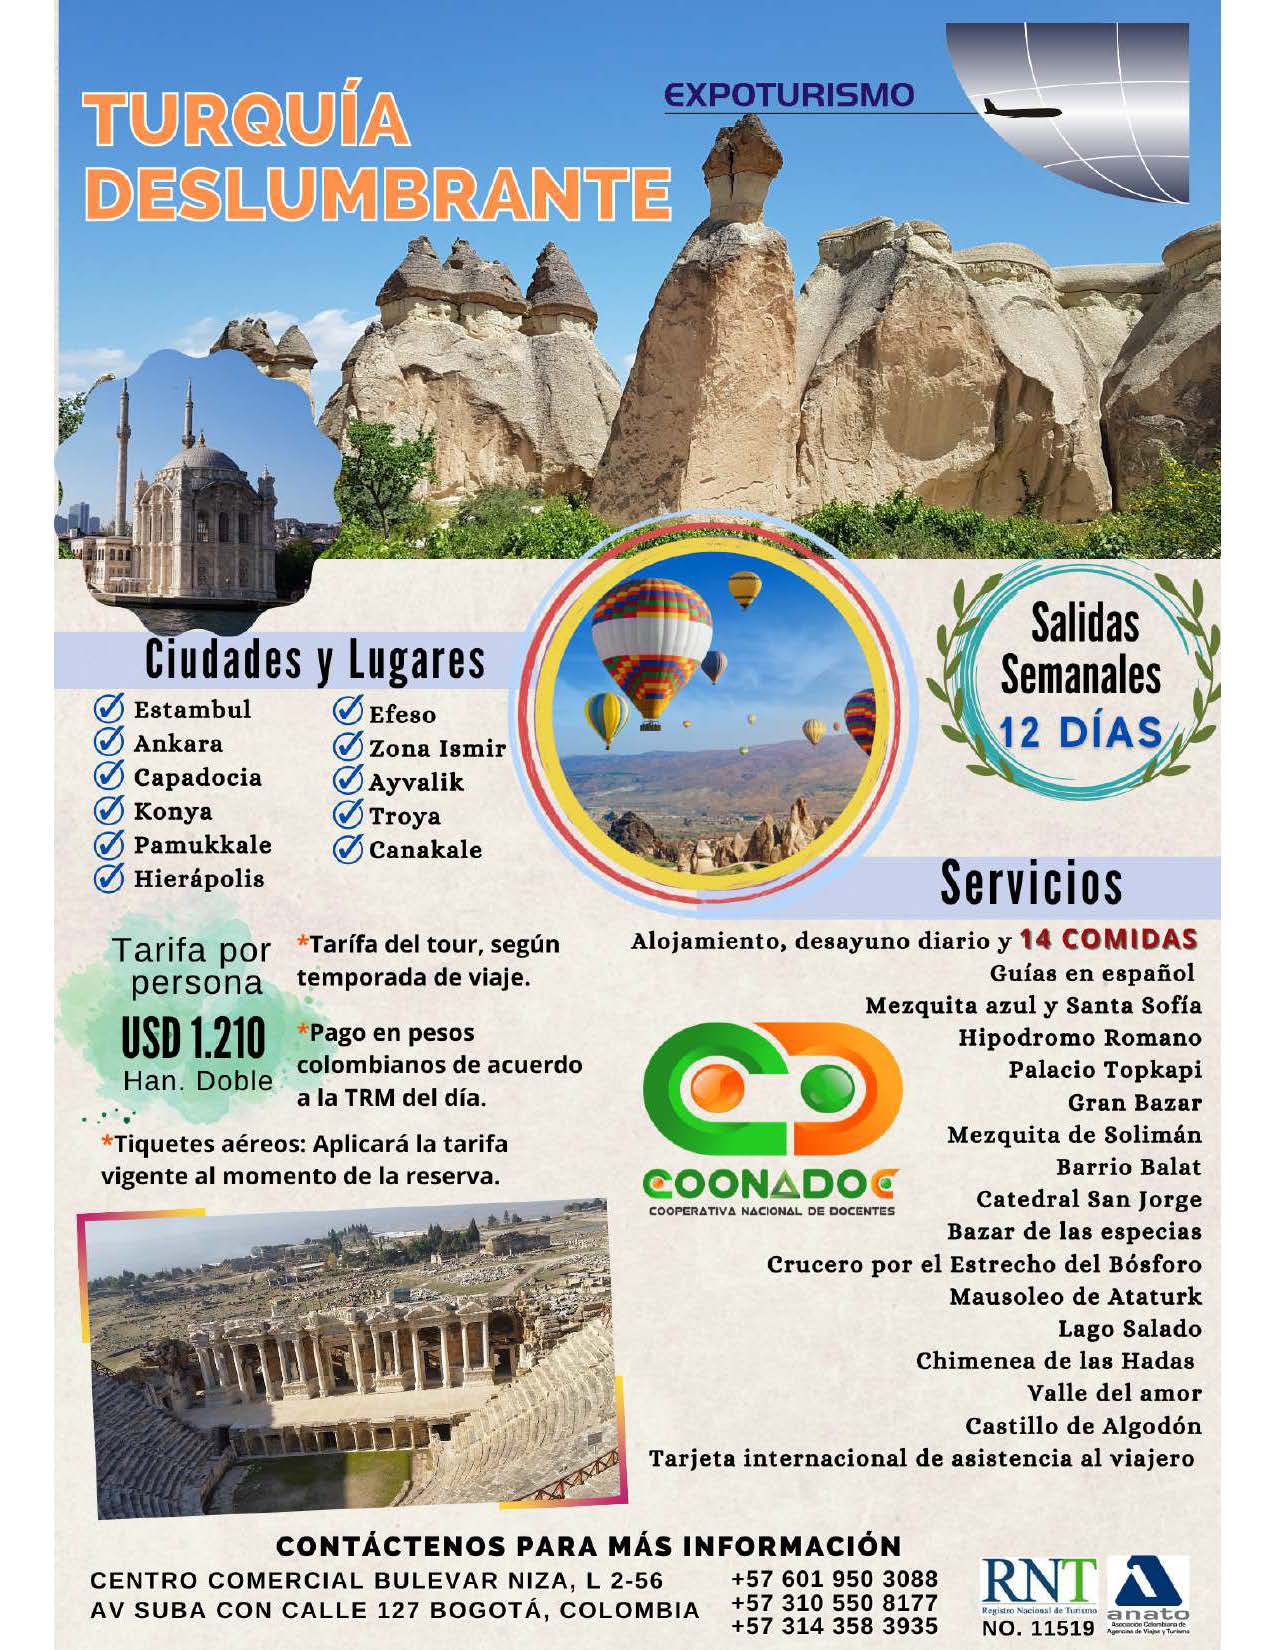 EXPOTURISMO
TURQUÍA
DESLUMBRANTE
Salidas
Semanales
12 DÍAS
Ciudades y Lugares
Estambul
Ankara
Capadocia
Konya
Pamukkale
Hierápolis
Efeso
Zona Ismir
Ayvalik
Troya
Canakale
Servicios
Alojamiento, desayuno diario y 14 COMIDAS
Guías en español
Mezquita azul y Santa Sofía
Hipodromo Romano
Palacio Topkapi
Gran Bazar
Mezquita de Solimán
Barrio Balat
Catedral San Jorge
Bazar de las especias
Crucero por el Estrecho del Bósforo
Mausoleo de Ataturk
Lago Salado
Chimenea de las Hadas
Valle del amor
Castillo de Algodón
Tarjeta internacional de asistencia al viajero
Tarifa por
persona
USD 1.210
Han. Doble
*Tarífa del tour, según
temporada de viaje.
*Pago en pesos
colombianos de acuerdo
a la TRM del día.
*Tiquetes aéreos: Aplicará la tarifa
vigente al momento de la reserva.
COONADOC
COOPERATIVA NACIONAL DE DOCENTES
CONTÁCTENOS PARA MÁS INFORMACIÓN
CENTRO COMERCIAL BULEVAR NIZA, L 2-56
AV SUBA CON CALLE 127 BOGOTÁ, COLOMBIA
+57 601 950 3088
+57 310 550 8177
+57 314 358 3935
RNT
Registro Nacional de Turismo
NO. 11519
anato
Asociación Colombiana de
Agencias de Viajes y Turismo